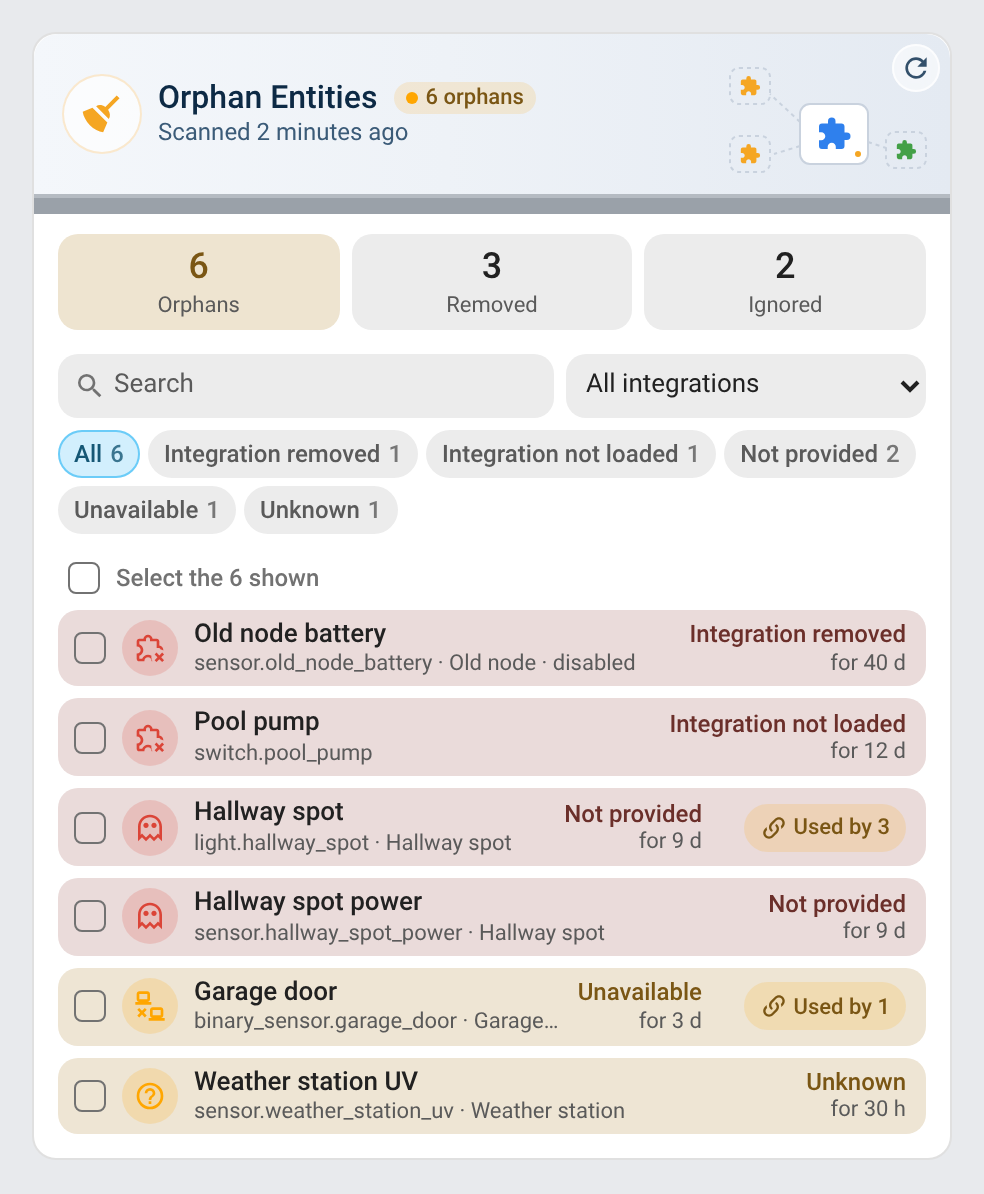 Orphan Entities
6 orphans
Scanned 2 minutes ago
6
Orphans
3
Removed
2
Ignored
Search
All integrations
All 6
Integration removed 1
Integration not loaded 1
Not provided 2
Unavailable 1
Unknown 1
Select the 6 shown
Old node battery
sensor.old_node_battery · Old node · disabled
Integration removed
for 40 d
Pool pump
switch.pool_pump
Integration not loaded
for 12 d
Hallway spot
light.hallway_spot · Hallway spot
Not provided
for 9 d
Used by 3
Hallway spot power
sensor.hallway_spot_power · Hallway spot
Not provided
for 9 d
Garage door
binary_sensor.garage_door · Garage...
Unavailable
for 3 d
Used by 1
Weather station UV
sensor.weather_station_uv · Weather station
Unknown
for 30 h